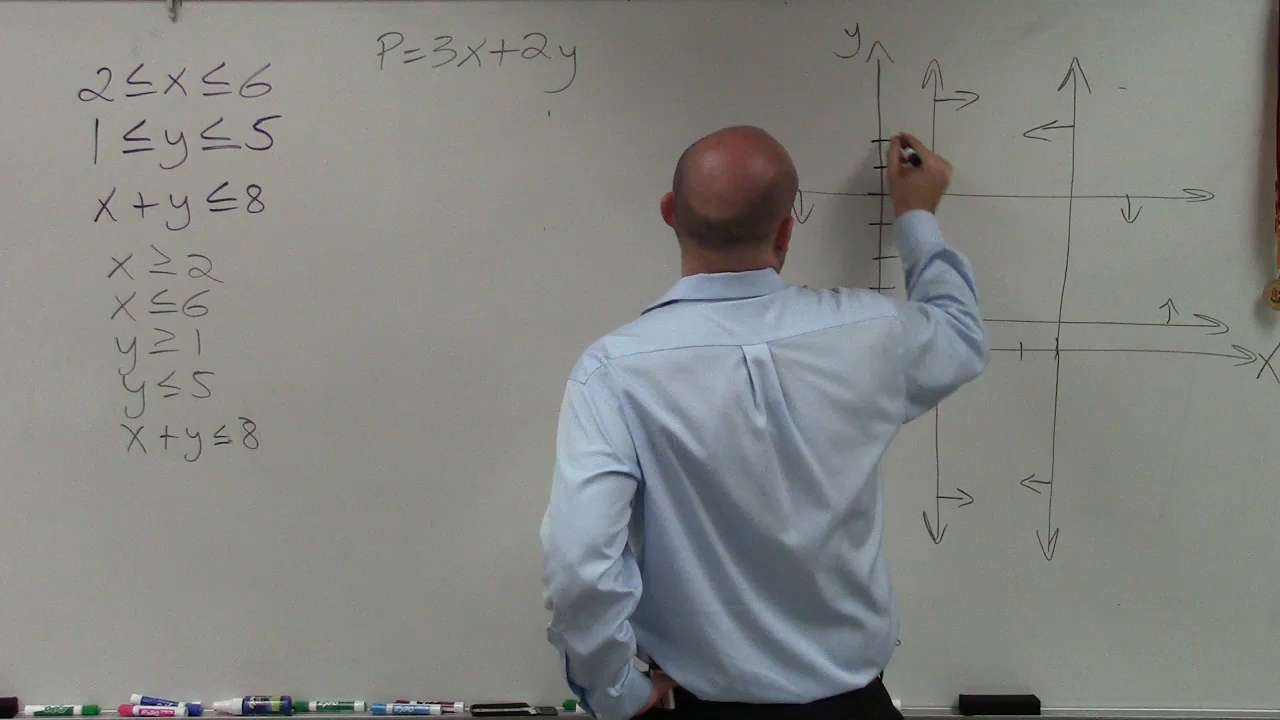 P=3x+2y
2≤x≤6
1≤y≤5
x+y≤8
x≥2
x≤6
y≥1
y≤5
x+y≤8
y
x